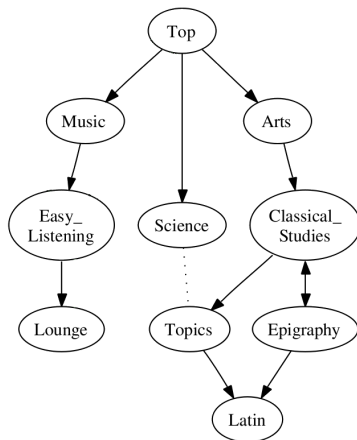 Top
Music
Arts
Easy_
Listening
Science
Classical_
Studies
Lounge
Topics
Epigraphy
Latin